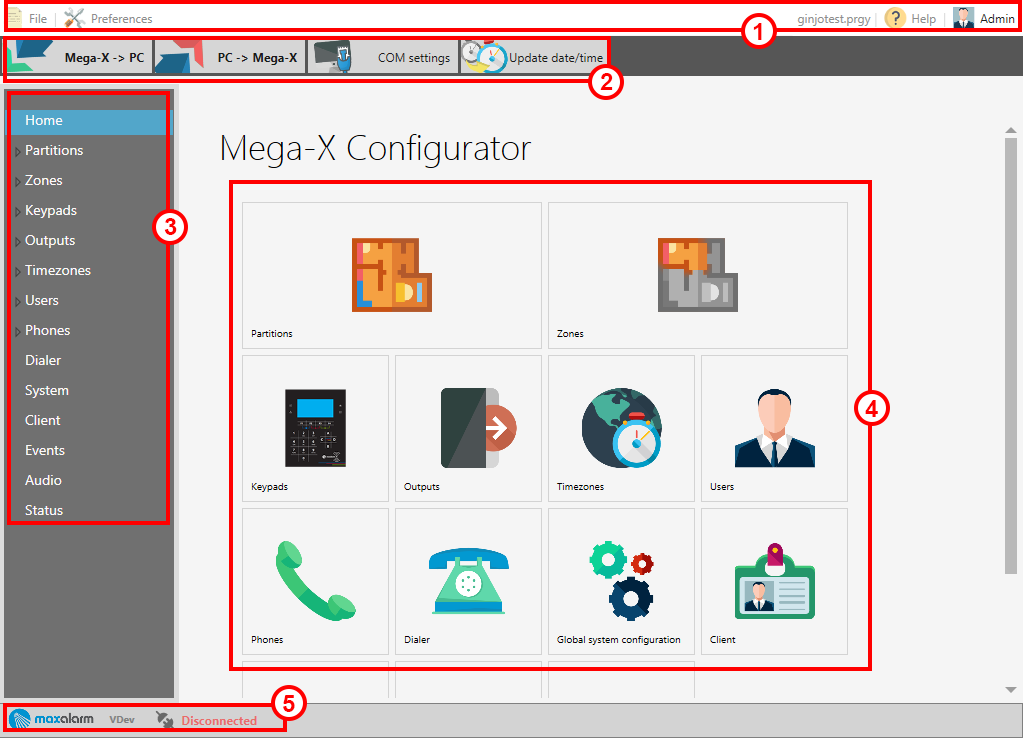 File Preferences ginjotest.prgy Help Admin
1
Mega-X -> PC PC -> Mega-X COM settings Update date/time
2
Home
Partitions
Zones
Keypads
Outputs
Timezones
Users
Phones
Dialer
System
Client
Events
Audio
Status
3
Mega-X Configurator
Partitions Zones
Keypads Outputs Timezones Users
4
Phones Dialer Global system configuration Client
5
maxalarm VDev Disconnected